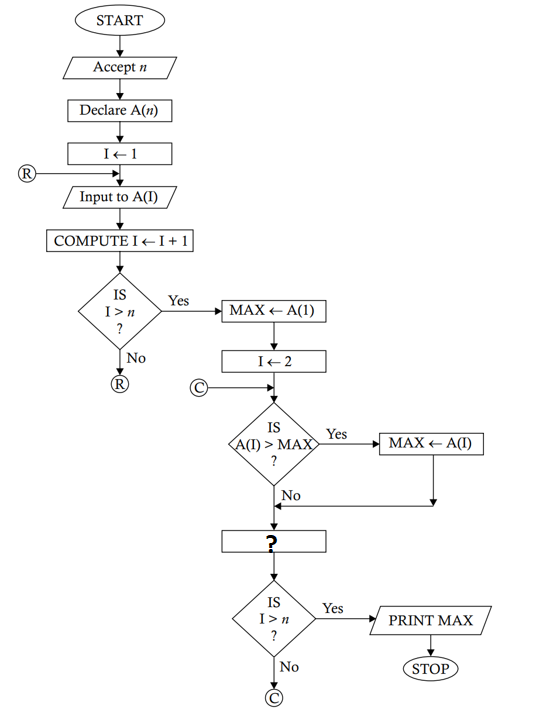 START
Accept n
Declare A(n)
I ← 1
R
Input to A(I)
COMPUTE I ← I + 1
IS
I > n
?
Yes
No
R
MAX ← A(1)
I ← 2
C
IS
A(I) > MAX
?
Yes
MAX ← A(I)
No
?
IS
I > n
?
Yes
PRINT MAX
STOP
No
C